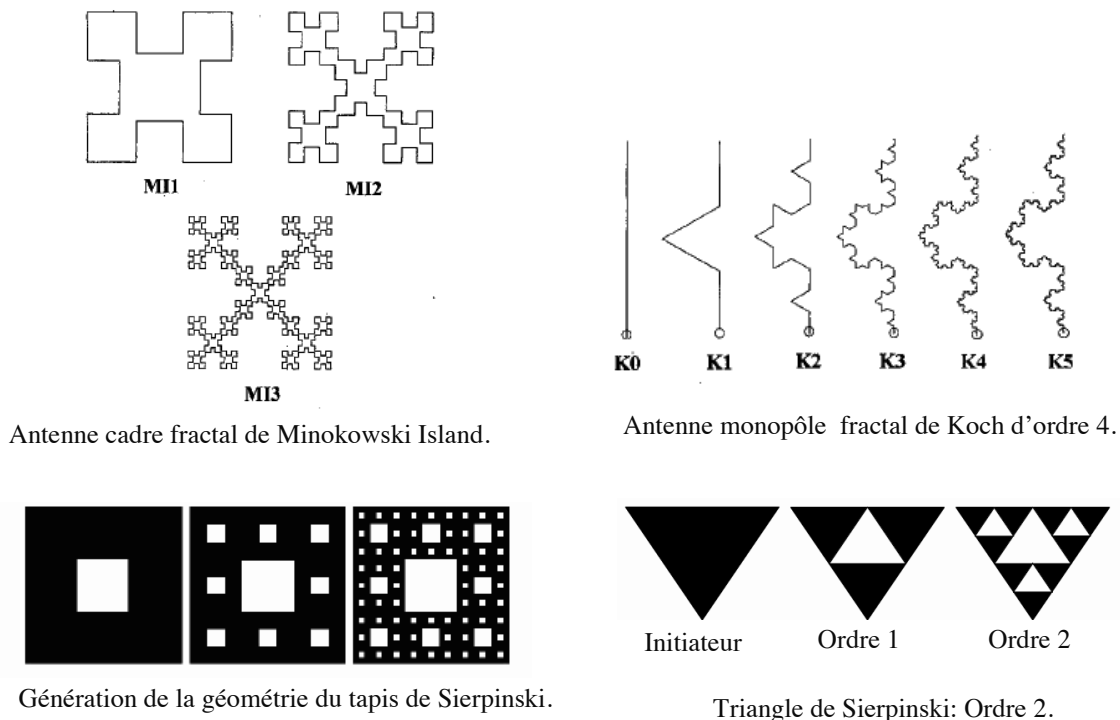 MI1
MI2
MI3
Antenne cadre fractal de Minokowski Island.
K0 K1 K2 K3 K4 K5
Antenne monopôle fractal de Koch d'ordre 4.
Génération de la géométrie du tapis de Sierpinski.
Initiateur
Ordre 1
Ordre 2
Triangle de Sierpinski: Ordre 2.